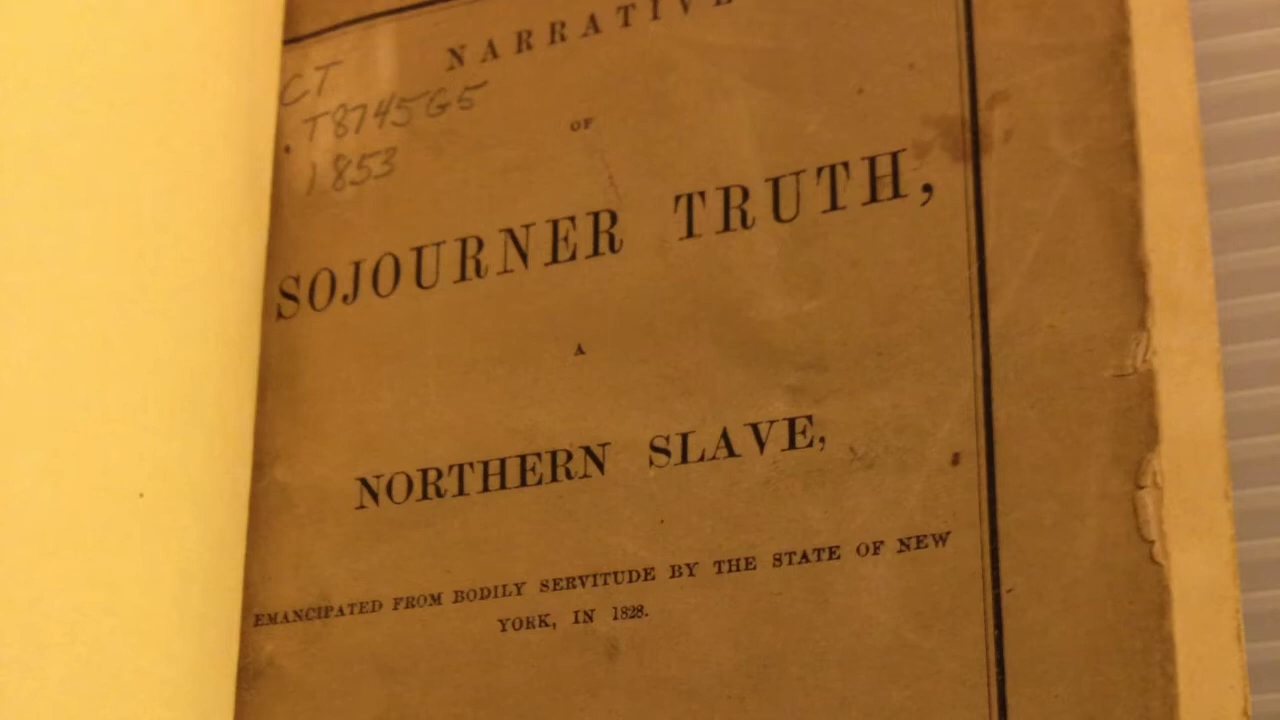 NARRATIVE
CT
T8745G5
1853
OF
SOJOURNER TRUTH,
A
NORTHERN SLAVE,
EMANCIPATED FROM BODILY SERVITUDE BY THE STATE OF NEW
YORK, IN 1828.